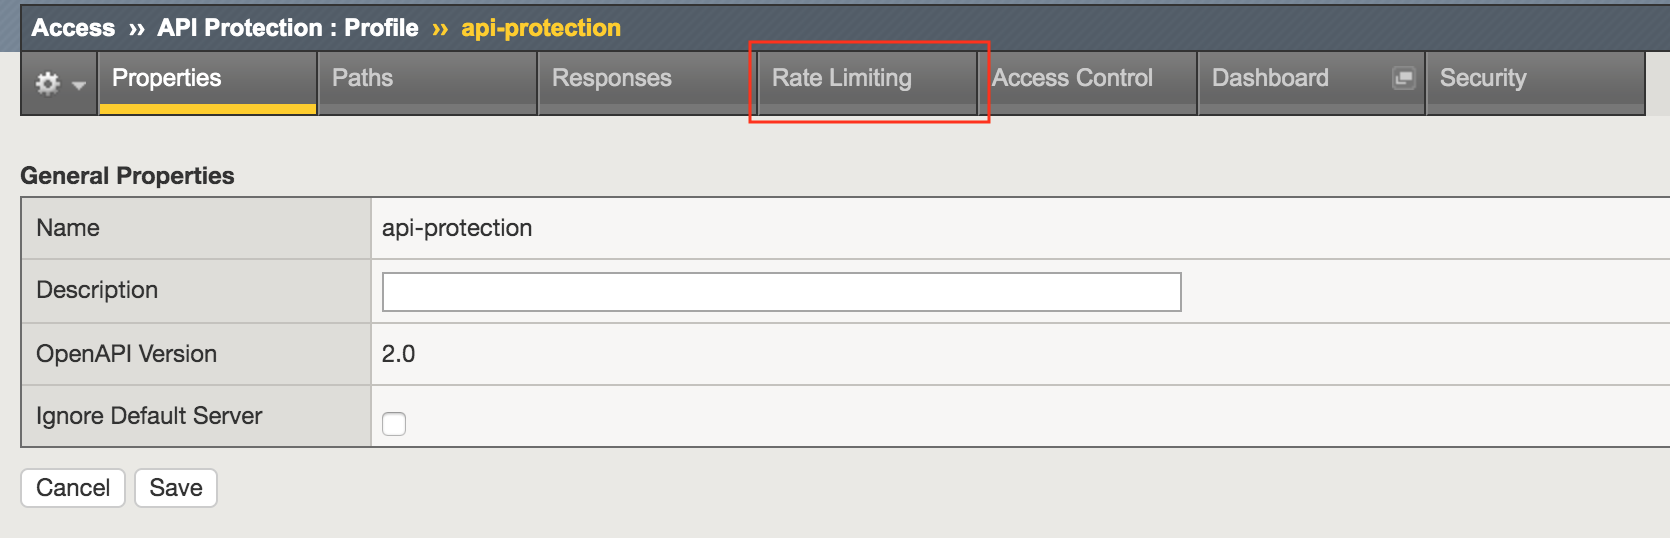 Access ›› API Protection : Profile ›› api-protection
Properties Paths Responses Rate Limiting Access Control Dashboard Security
General Properties
Name api-protection
Description
OpenAPI Version 2.0
Ignore Default Server
Cancel Save